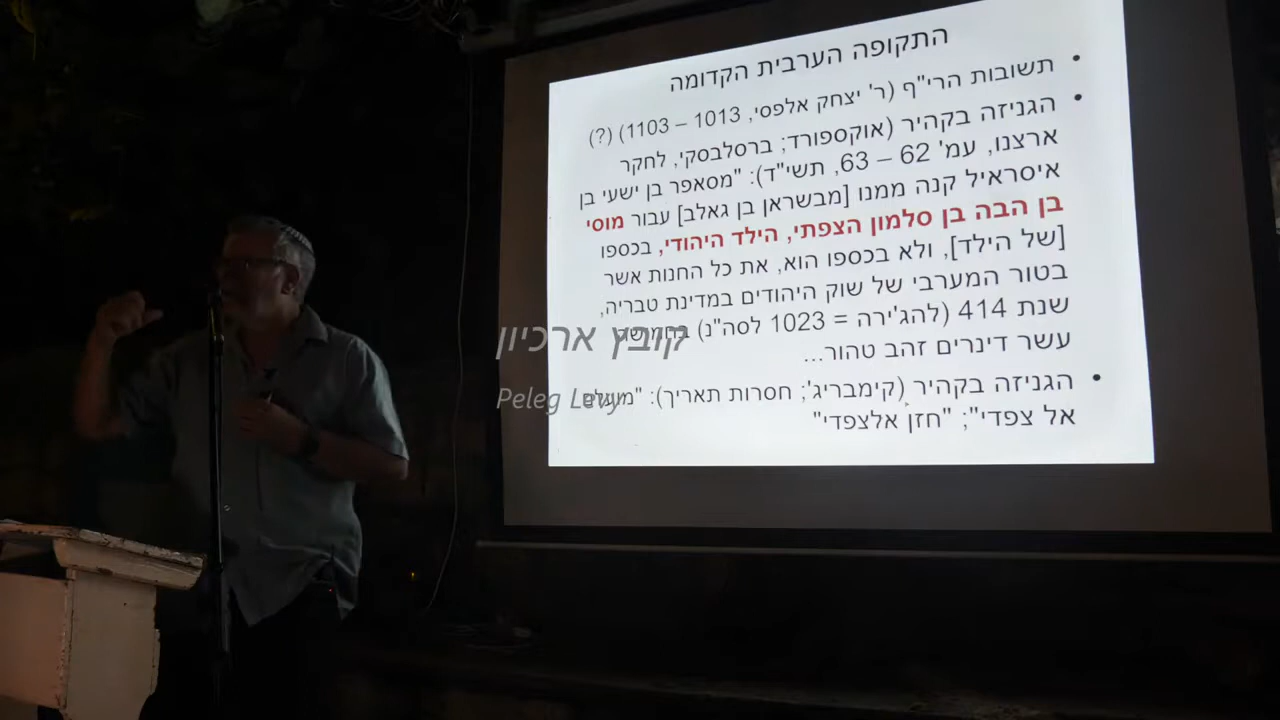 התקופה הערבית הקדומה
• תשובות הרי"ף (ר' יצחק אלפסי, 1013 – 1103) (?)
• הגניזה בקהיר (אוקספורד; ברסלבסקי, לחקר
ארצנו, עמ' 62 – 63, תשי"ד): "מסאפר בן ישעי בן
איסראיל קנה ממנו [מבשראן בן גאלב] עבור מוסי
בן הבה בן סלמון הצפתי, הילד היהודי, בכספו
[של הילד], ולא בכספו הוא, את כל החנות אשר
בטור המערבי של שוק היהודים במדינת טבריה,
שנת 414 (להג'ירה = 1023 לסה"נ)
עשר דינרים זהב טהור...
• הגניזה בקהיר (קימבריג'; חסרות תאריך):
אל צפדי"; "חזן אלצפדי"
קובץ ארכיון
Peleg Levy